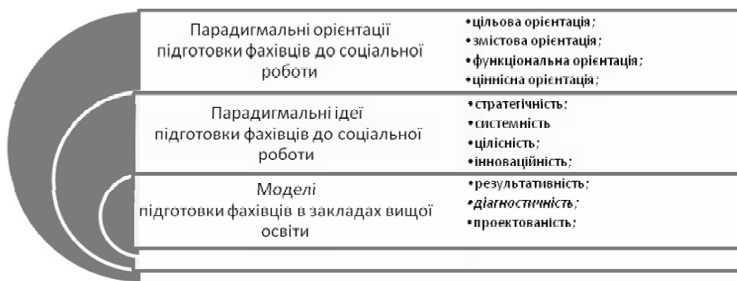 Парадигмальні орієнтації
підготовки фахівців до соціальної
роботи
•цільова орієнтація;
•змістова орієнтація;
•функціональна орієнтація;
•ціннісна орієнтація;
Парадигмальні ідеї
підготовки фахівців до соціальної
роботи
•стратегічність;
•системність
•цілісність;
•інноваційність;
Моделі
підготовки фахівців в закладах вищої
освіти
•результативність;
•діагностичність;
•проектованість;